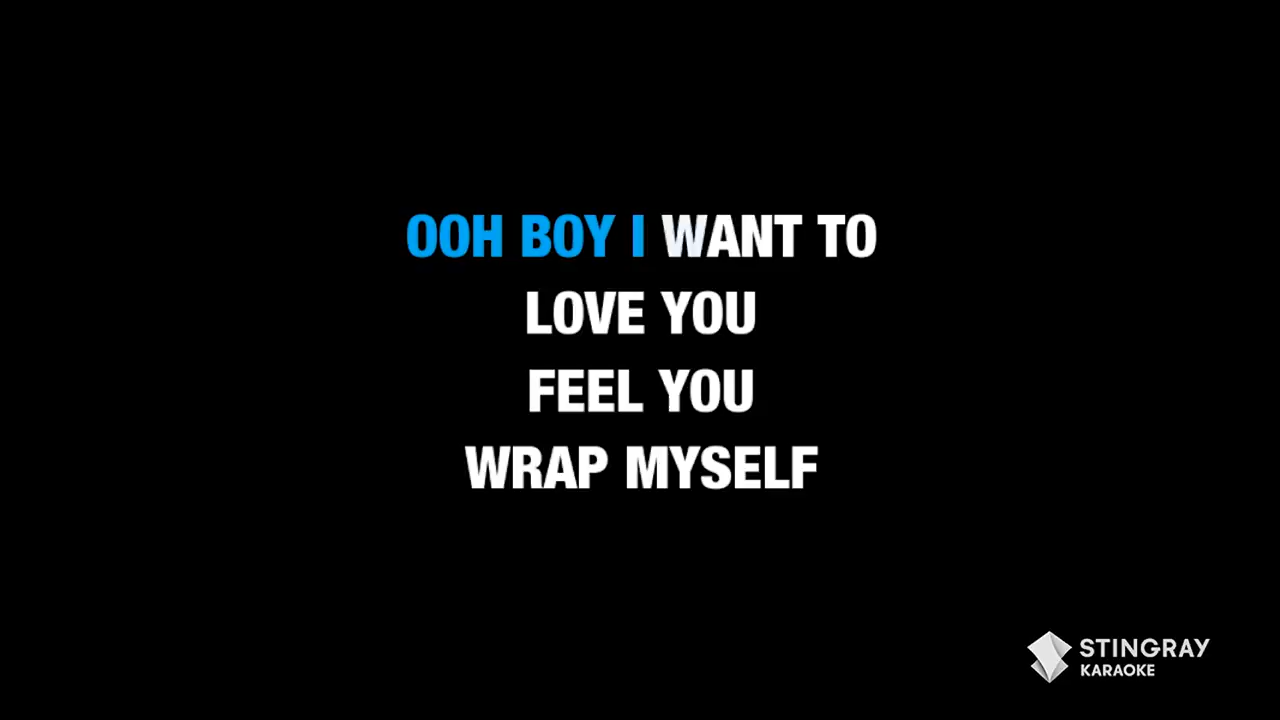 OOH BOY I WANT TO
LOVE YOU
FEEL YOU
WRAP MYSELF
STINGRAY
KARAOKE